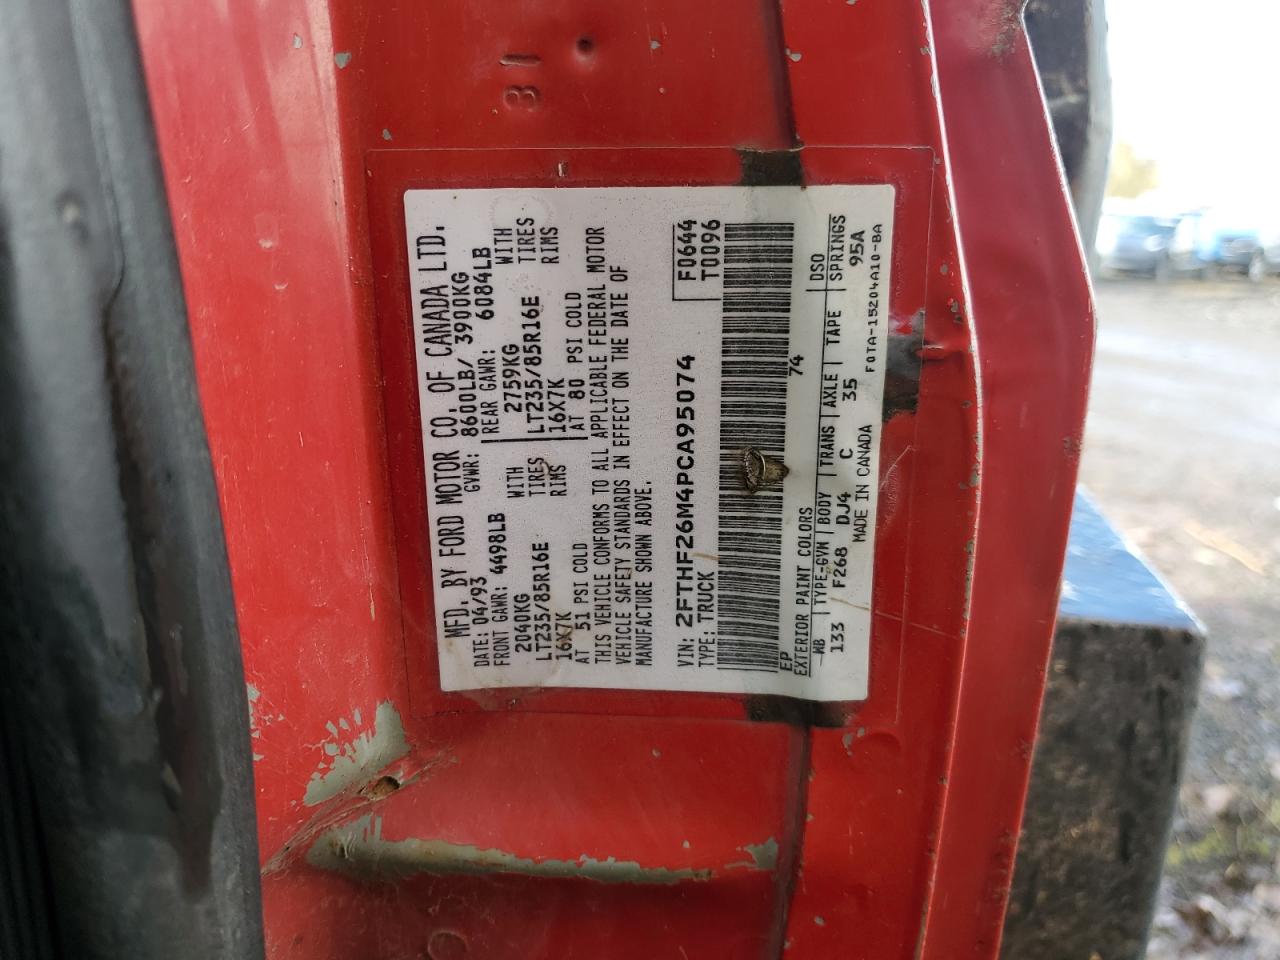 31
MFD. BY FORD MOTOR CO. OF CANADA LTD.
DATE: 04/93 GVWR: 8600LB/ 3900KG
FRONT GAWR: 4498LB REAR GAWR: 6084LB
2040KG WITH 2759KG WITH
LT235/85R16E TIRES LT235/85R16E TIRES
16X7K RIMS 16X7K RIMS
AT 51 PSI COLD AT 80 PSI COLD
THIS VEHICLE CONFORMS TO ALL APPLICABLE FEDERAL MOTOR
VEHICLE SAFETY STANDARDS IN EFFECT ON THE DATE OF
MANUFACTURE SHOWN ABOVE.
F0644
VIN: 2FTHF26M4PCA95074
TYPE: TRUCK T0096
EP 74
EXTERIOR PAINT COLORS DSO
WB TYPE-GVW BODY TRANS AXLE TAPE SPRINGS
133 F268 DJ4 C 35 95A
MADE IN CANADA F0TA-15204A10-BA